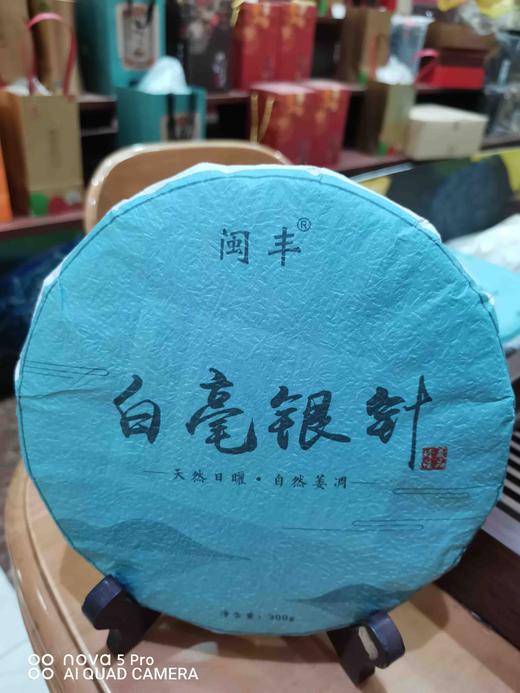 闽丰®
白毫银针
天然日曜·自然萎凋
净含量：300g
nova 5 Pro
AI QUAD CAMERA